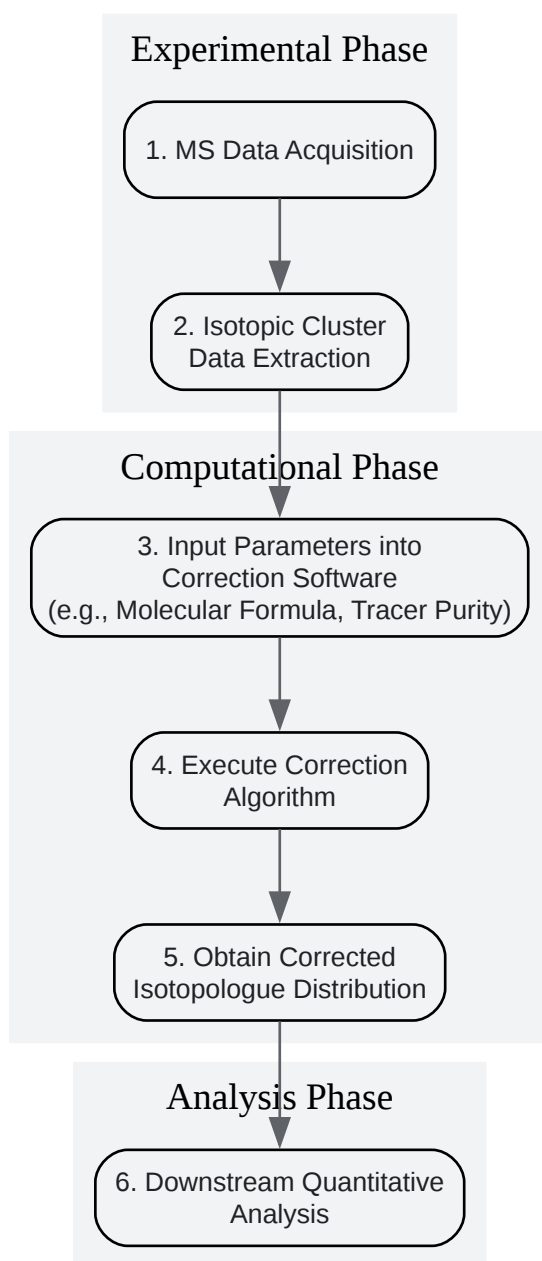 Experimental Phase
1. MS Data Acquisition
2. Isotopic Cluster
Data Extraction
Computational Phase
3. Input Parameters into
Correction Software
(e.g., Molecular Formula, Tracer Purity)
4. Execute Correction
Algorithm
5. Obtain Corrected
Isotopologue Distribution
Analysis Phase
6. Downstream Quantitative
Analysis